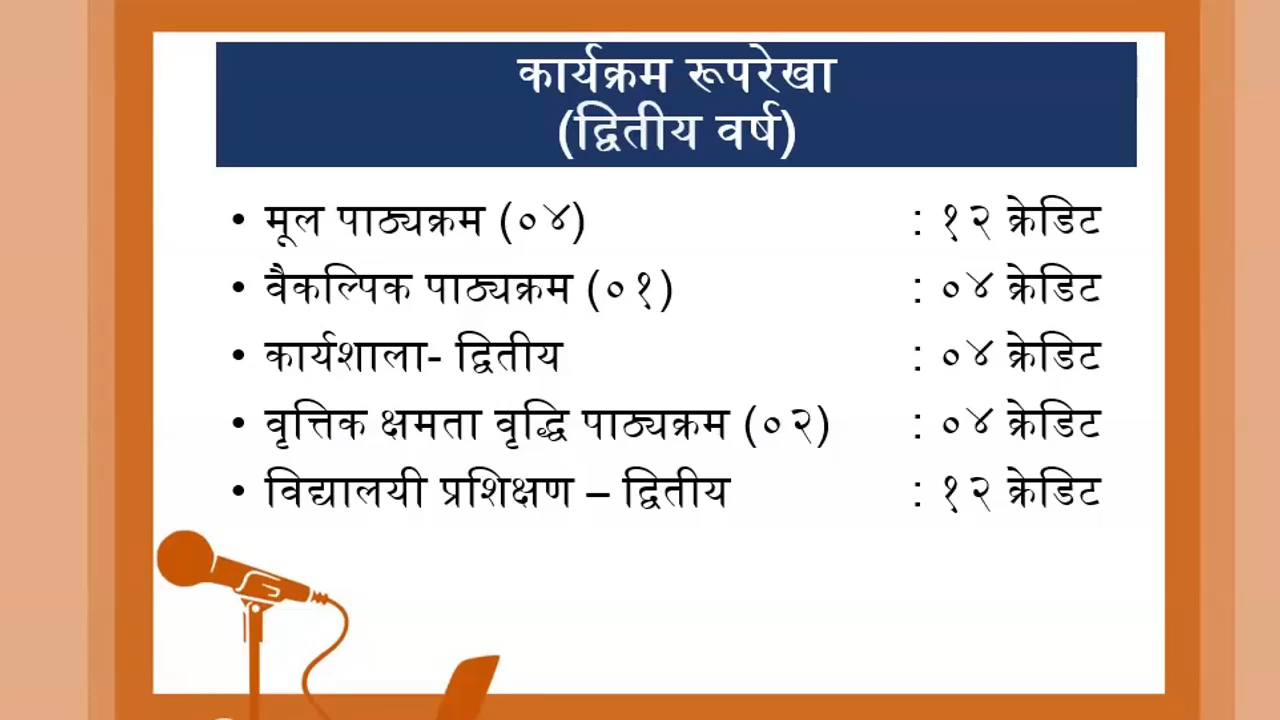 कार्यक्रम रूपरेखा
(द्वितीय वर्ष)
• मूल पाठ्यक्रम (०४) : १२ क्रेडिट
• वैकल्पिक पाठ्यक्रम (०१) : ०४ क्रेडिट
• कार्यशाला- द्वितीय : ०४ क्रेडिट
• वृत्तिक क्षमता वृद्धि पाठ्यक्रम (०२) : ०४ क्रेडिट
• विद्यालयी प्रशिक्षण – द्वितीय : १२ क्रेडिट